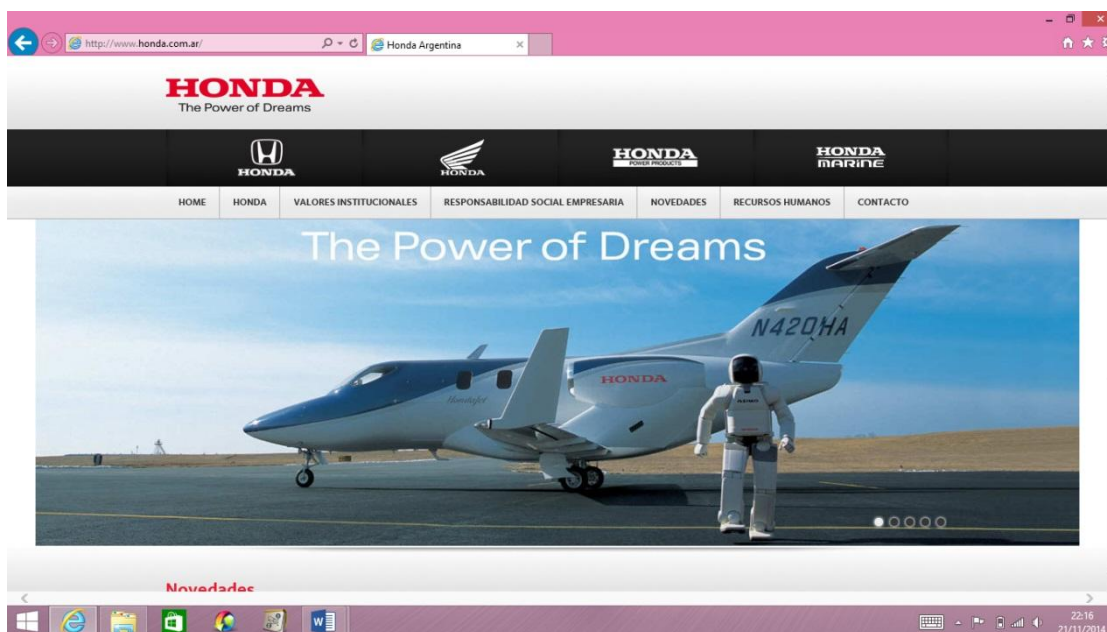 http://www.honda.com.ar/
Honda Argentina
HONDA
The Power of Dreams
HONDA
HONDA
HONDA
POWER PRODUCTS
HONDA
MARINE
HOME HONDA VALORES INSTITUCIONALES RESPONSABILIDAD SOCIAL EMPRESARIA NOVEDADES RECURSOS HUMANOS CONTACTO
The Power of Dreams
N420HA
HONDA
HondaJet
Novedades
22:16
21/11/2014